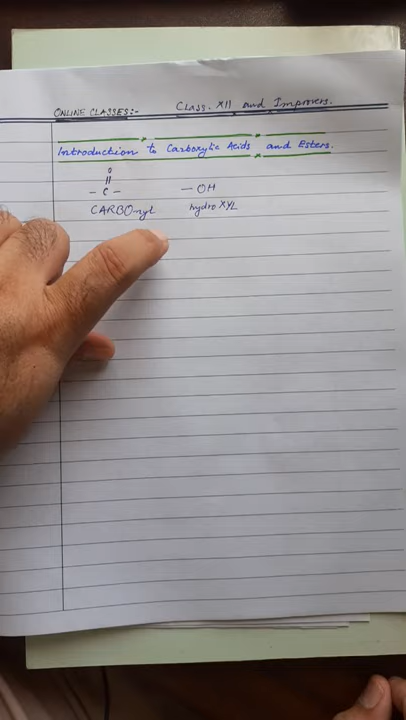 ONLINE CLASSES:- Class. XII and Improvers.
Introduction to Carboxylic Acids and Esters.
O
||
– C – – OH
CARBOnyl hydroXYL